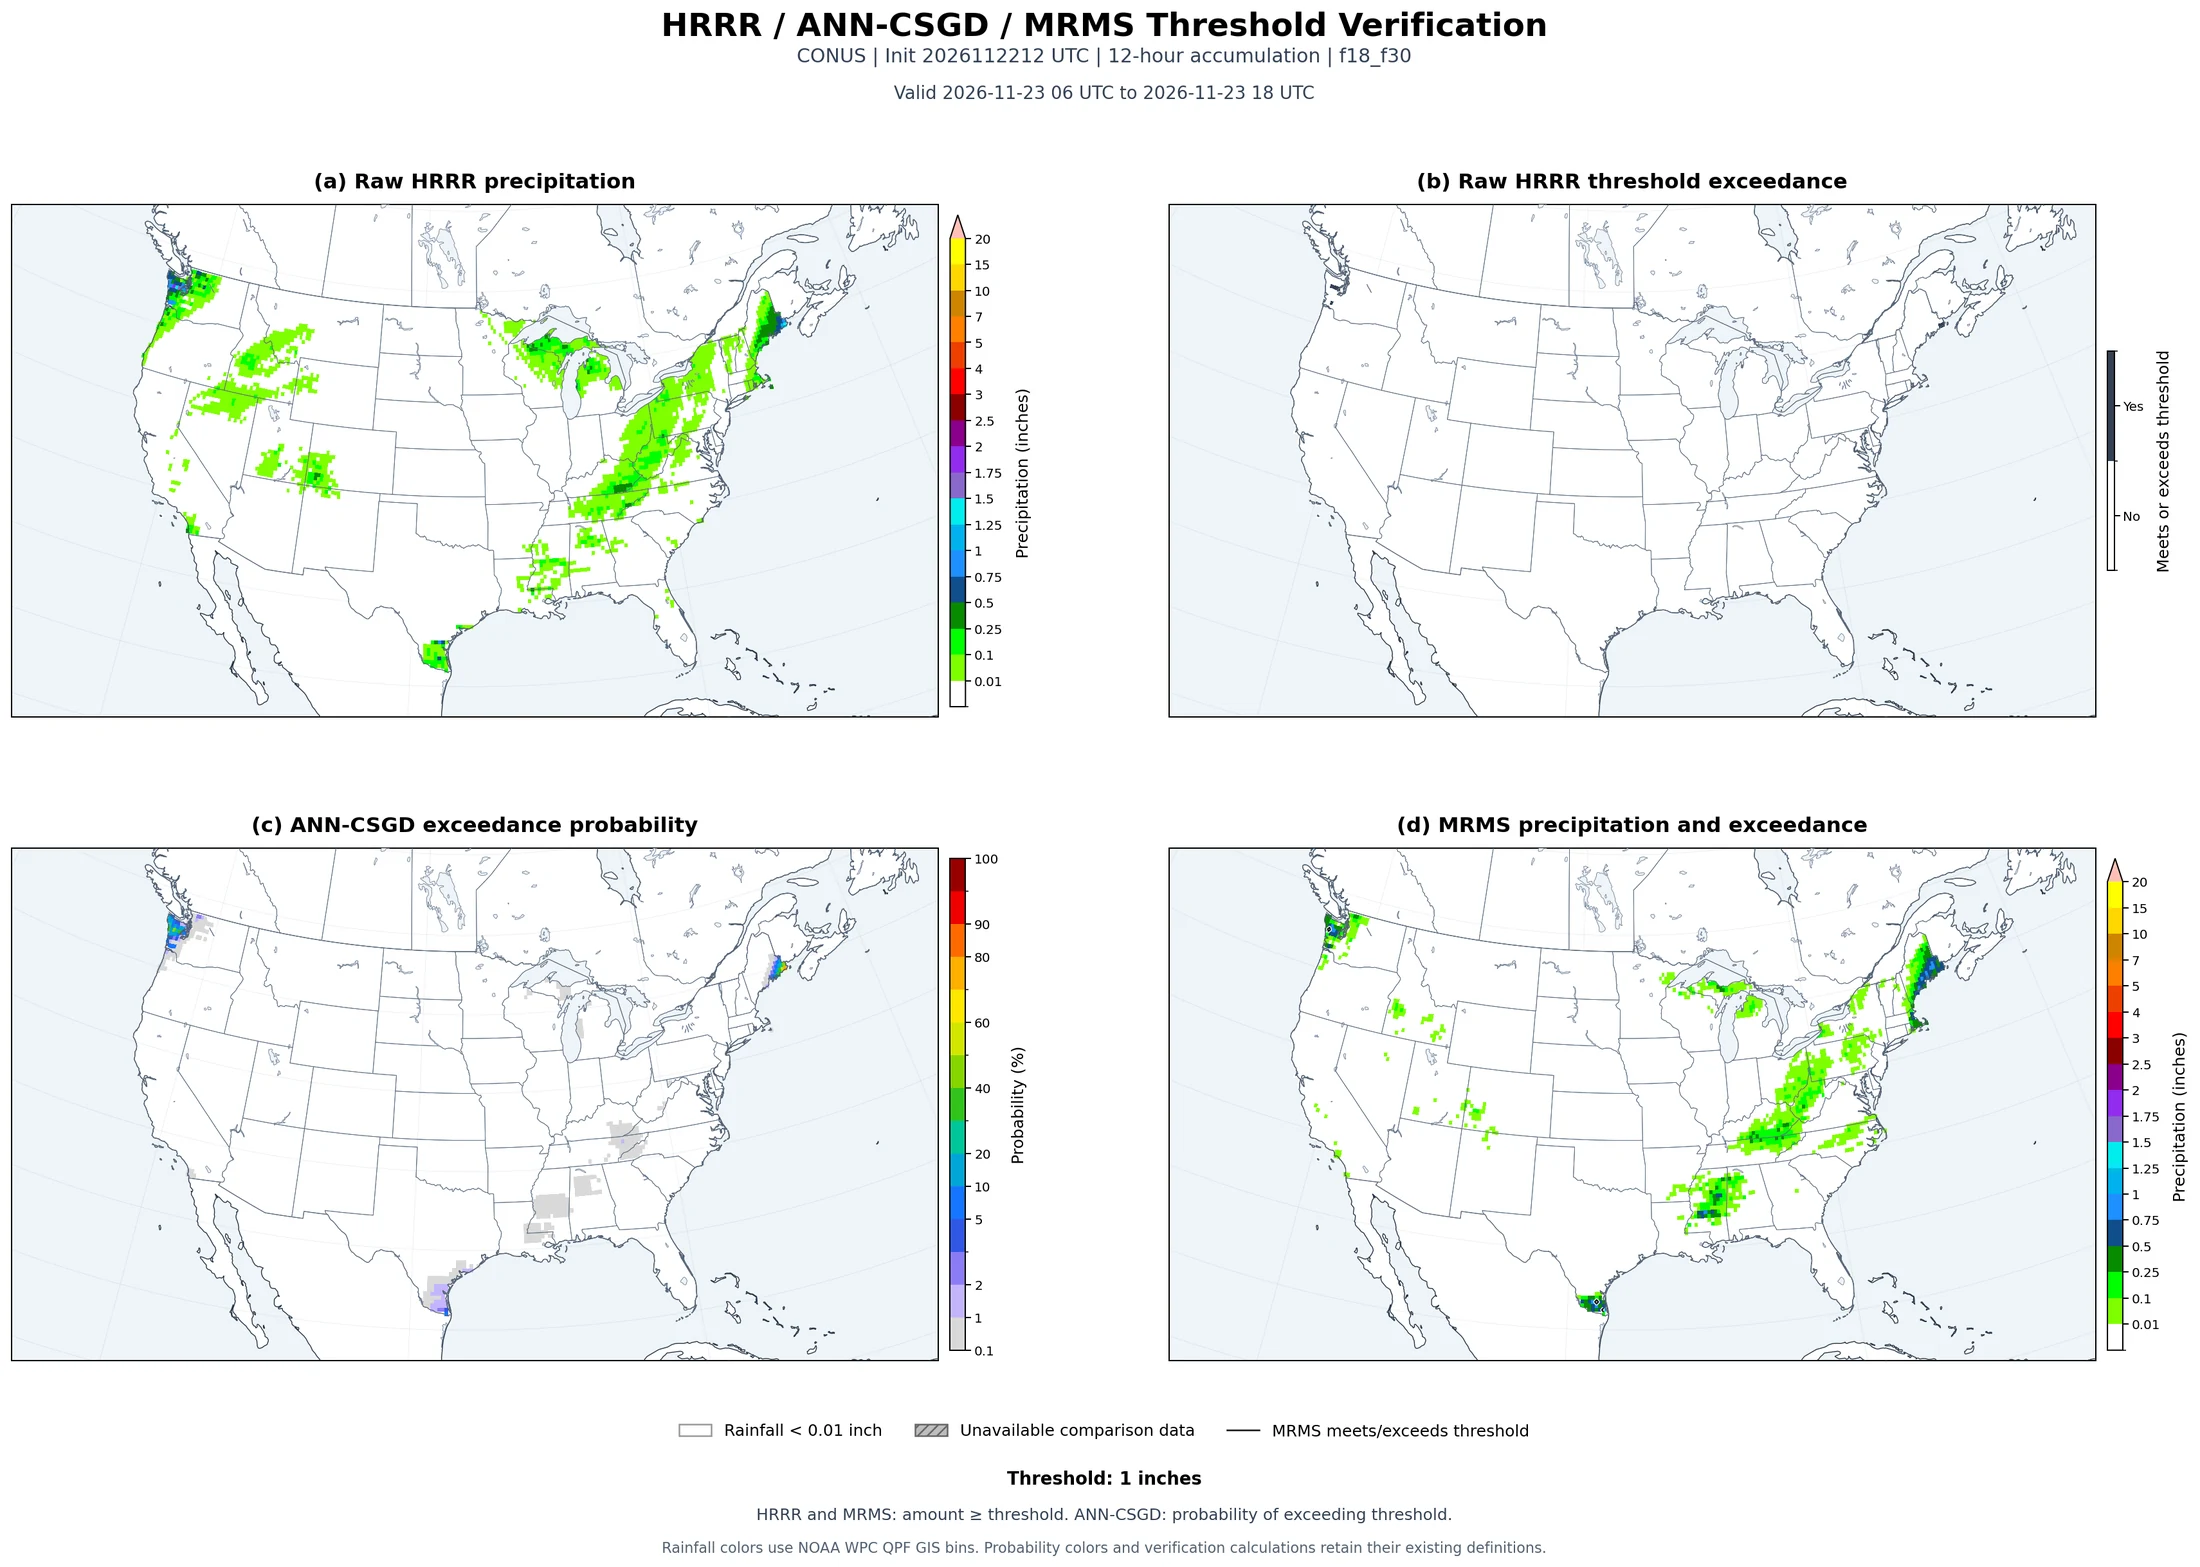 HRRR / ANN-CSGD / MRMS Threshold Verification
CONUS | Init 2026112212 UTC | 12-hour accumulation | f18_f30
Valid 2026-11-23 06 UTC to 2026-11-23 18 UTC
(a) Raw HRRR precipitation
20
15
10
7
5
4
3
2.5
2
1.75
1.5
1.25
1
0.75
0.5
0.25
0.1
0.01
Precipitation (inches)
(b) Raw HRRR threshold exceedance
Yes
No
Meets or exceeds threshold
(c) ANN-CSGD exceedance probability
100
90
80
60
40
20
10
5
2
1
0.1
Probability (%)
(d) MRMS precipitation and exceedance
20
15
10
7
5
4
3
2.5
2
1.75
1.5
1.25
1
0.75
0.5
0.25
0.1
0.01
Precipitation (inches)
Rainfall < 0.01 inch
Unavailable comparison data
MRMS meets/exceeds threshold
Threshold: 1 inches
HRRR and MRMS: amount ≥ threshold. ANN-CSGD: probability of exceeding threshold.
Rainfall colors use NOAA WPC QPF GIS bins. Probability colors and verification calculations retain their existing definitions.